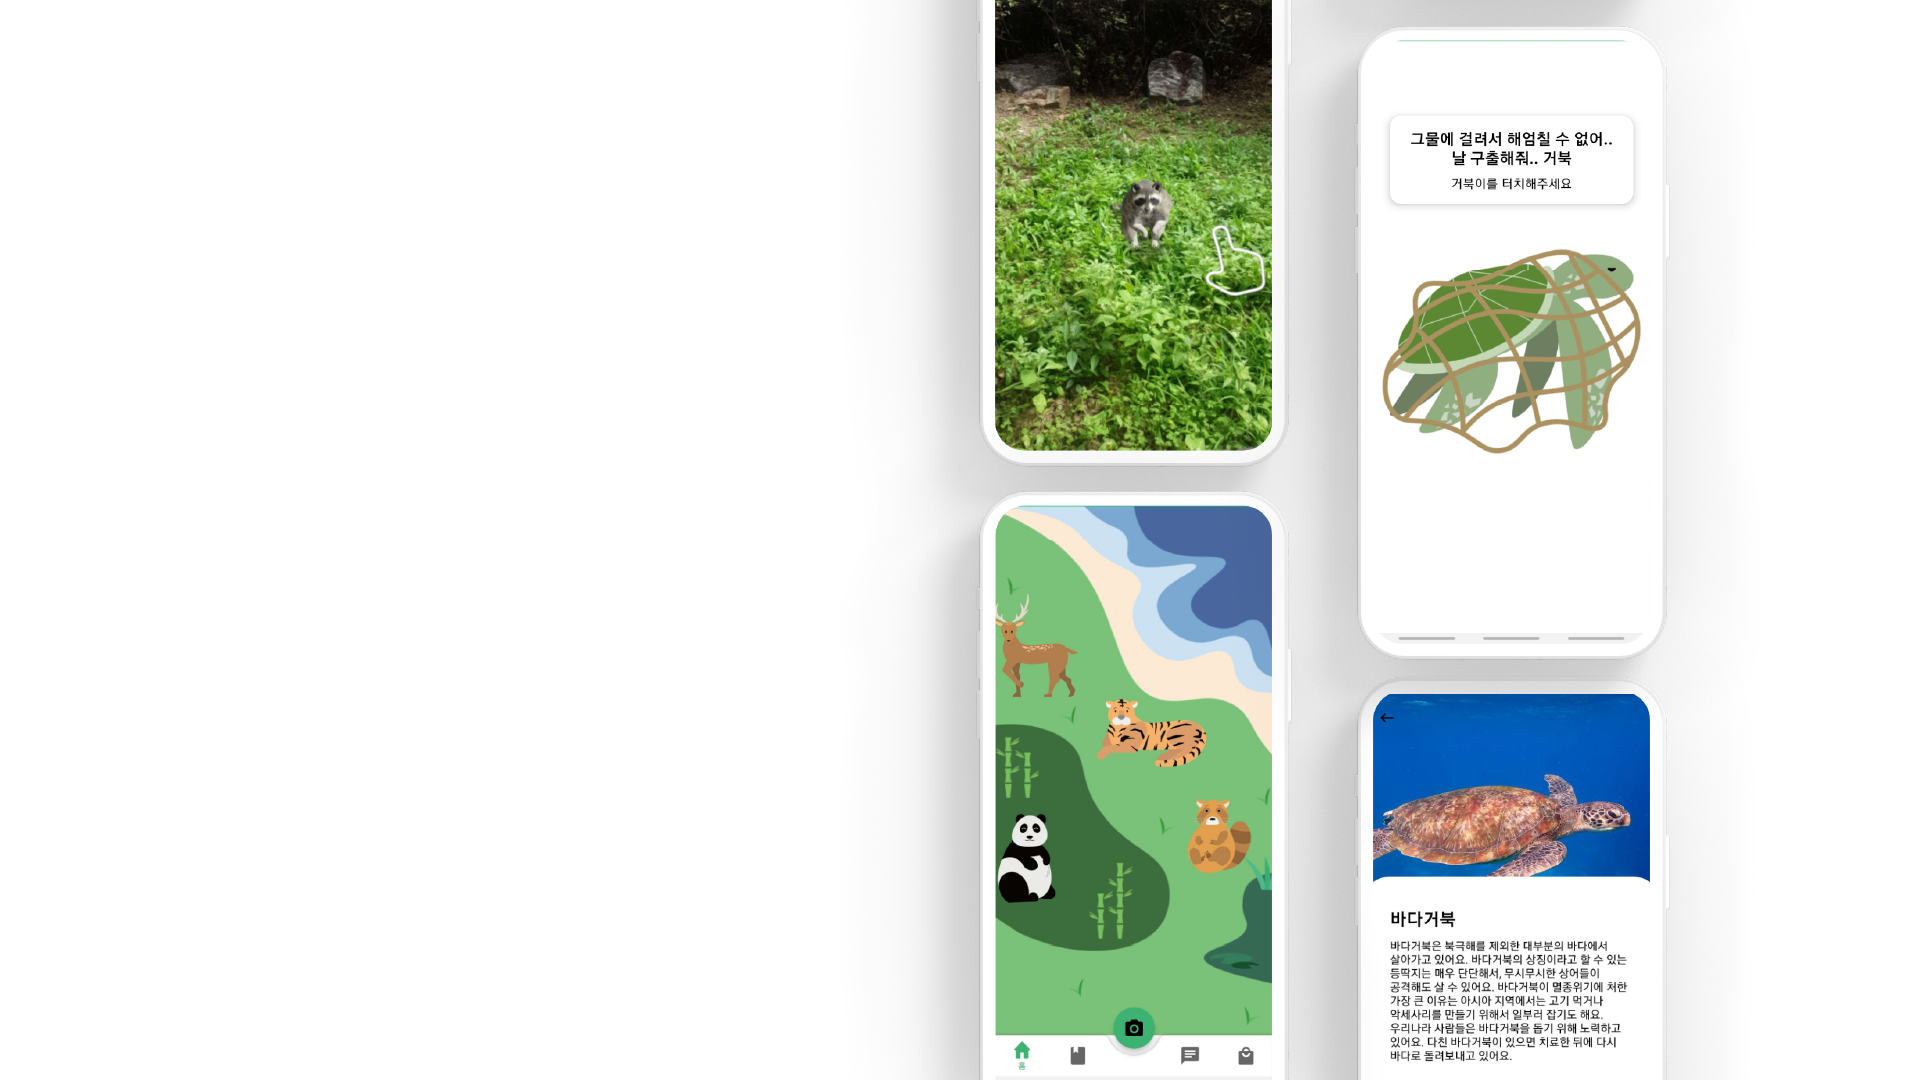 그물에 걸려서 해엄칠 수 없어..
날 구출해줘.. 거북
거북이를 터치해주세요
홈
바다거북
바다거북은 북극해를 제외한 대부분의 바다에서
살아가고 있어요. 바다거북의 상징이라고 할 수 있는
등딱지는 매우 단단해서, 무시무시한 상어들이
공격해도 살 수 있어요. 바다거북이 멸종위기에 처한
가장 큰 이유는 아시아 지역에서는 고기 먹거나
악세사리를 만들기 위해서 일부러 잡기도 해요.
우리나라 사람들은 바다거북을 돕기 위해 노력하고
있어요. 다친 바다거북이 있으면 치료한 뒤에 다시
바다로 돌려보내고 있어요.